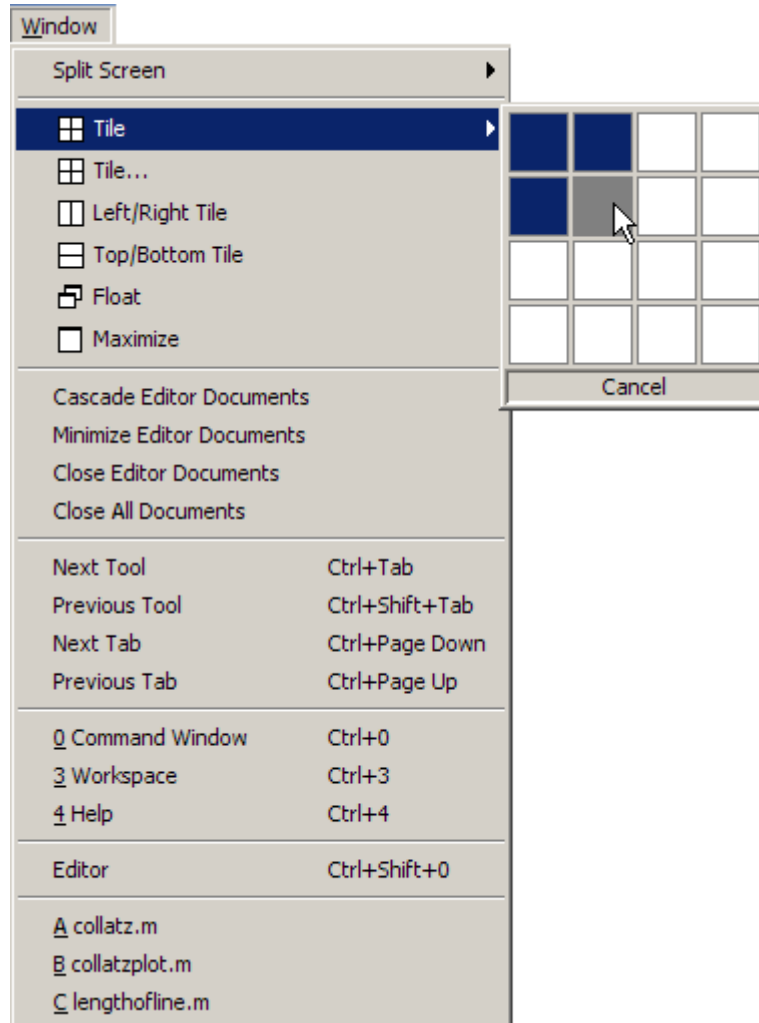 Window
Split Screen
Tile
Tile...
Left/Right Tile
Top/Bottom Tile
Float
Maximize
Cancel
Cascade Editor Documents
Minimize Editor Documents
Close Editor Documents
Close All Documents
Next Tool Ctrl+Tab
Previous Tool Ctrl+Shift+Tab
Next Tab Ctrl+Page Down
Previous Tab Ctrl+Page Up
0 Command Window Ctrl+0
3 Workspace Ctrl+3
4 Help Ctrl+4
Editor Ctrl+Shift+0
A collatz.m
B collatzplot.m
C lengthofline.m